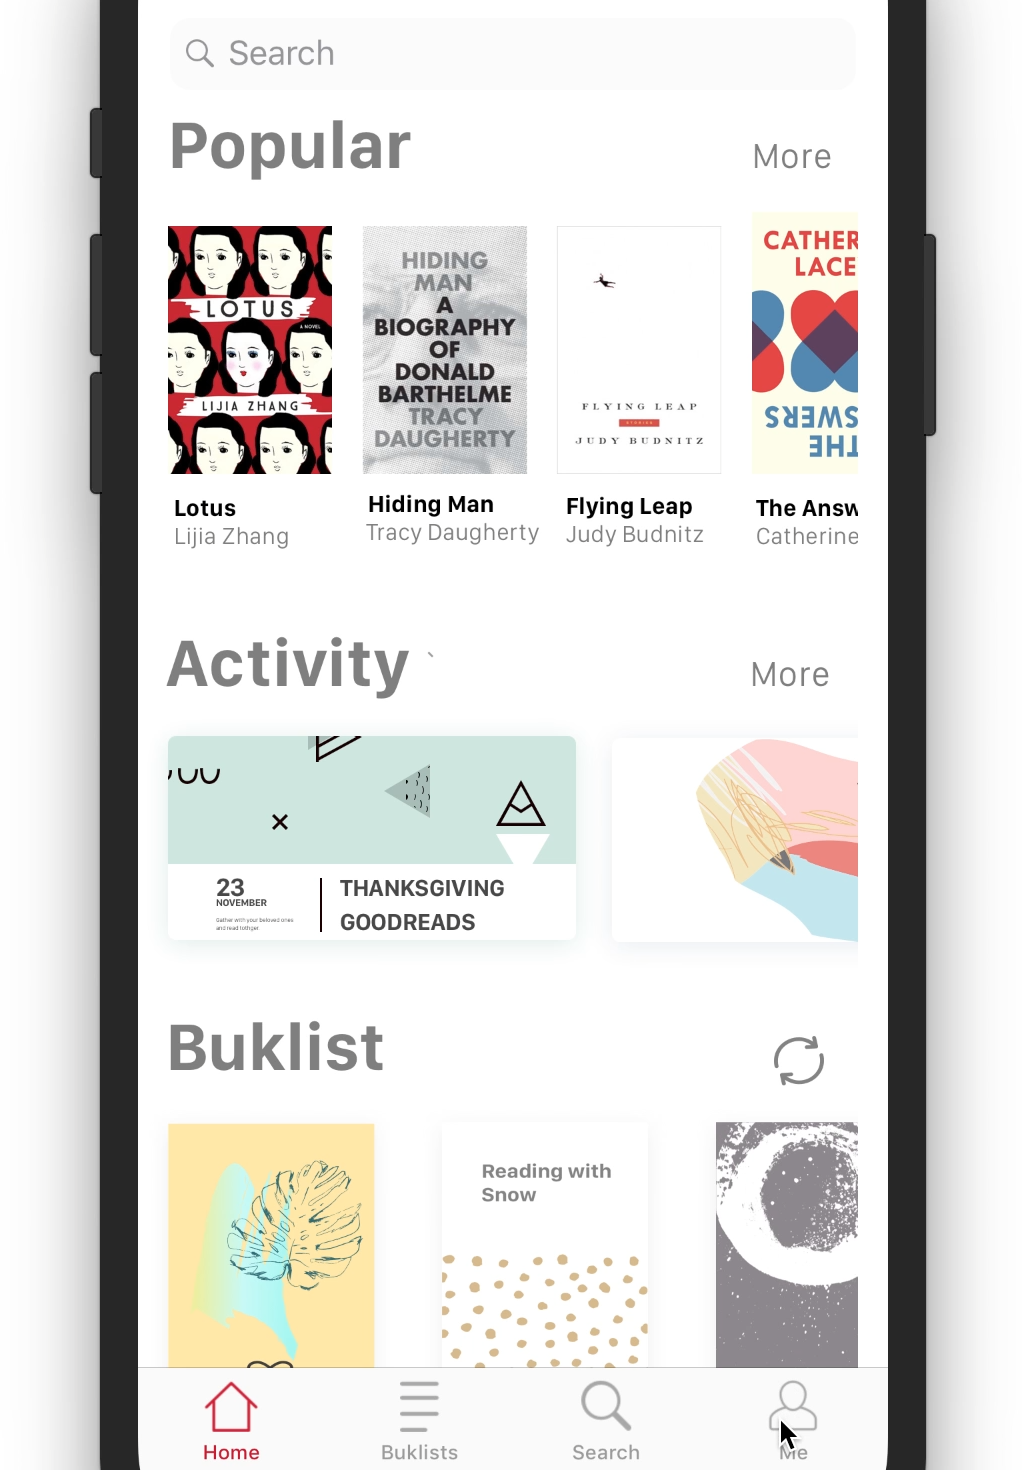 Search
Popular
More
LOTUS
A NOVEL
LIJIA ZHANG
HIDING
MAN
A
BIOGRAPHY
OF
DONALD
BARTHELME
TRACY
DAUGHERTY
FLYING LEAP
STORIES
JUDY BUDNITZ
CATHER
LACE
THE
SWERS
Lotus
Lijia Zhang
Hiding Man
Tracy Daugherty
Flying Leap
Judy Budnitz
The Answ
Catherine
Activity `
More
23
NOVEMBER
Gather with your beloved ones
and read tothger
THANKSGIVING
GOODREADS
Buklist
Reading with
Snow
Home
Buklists
Search
Me